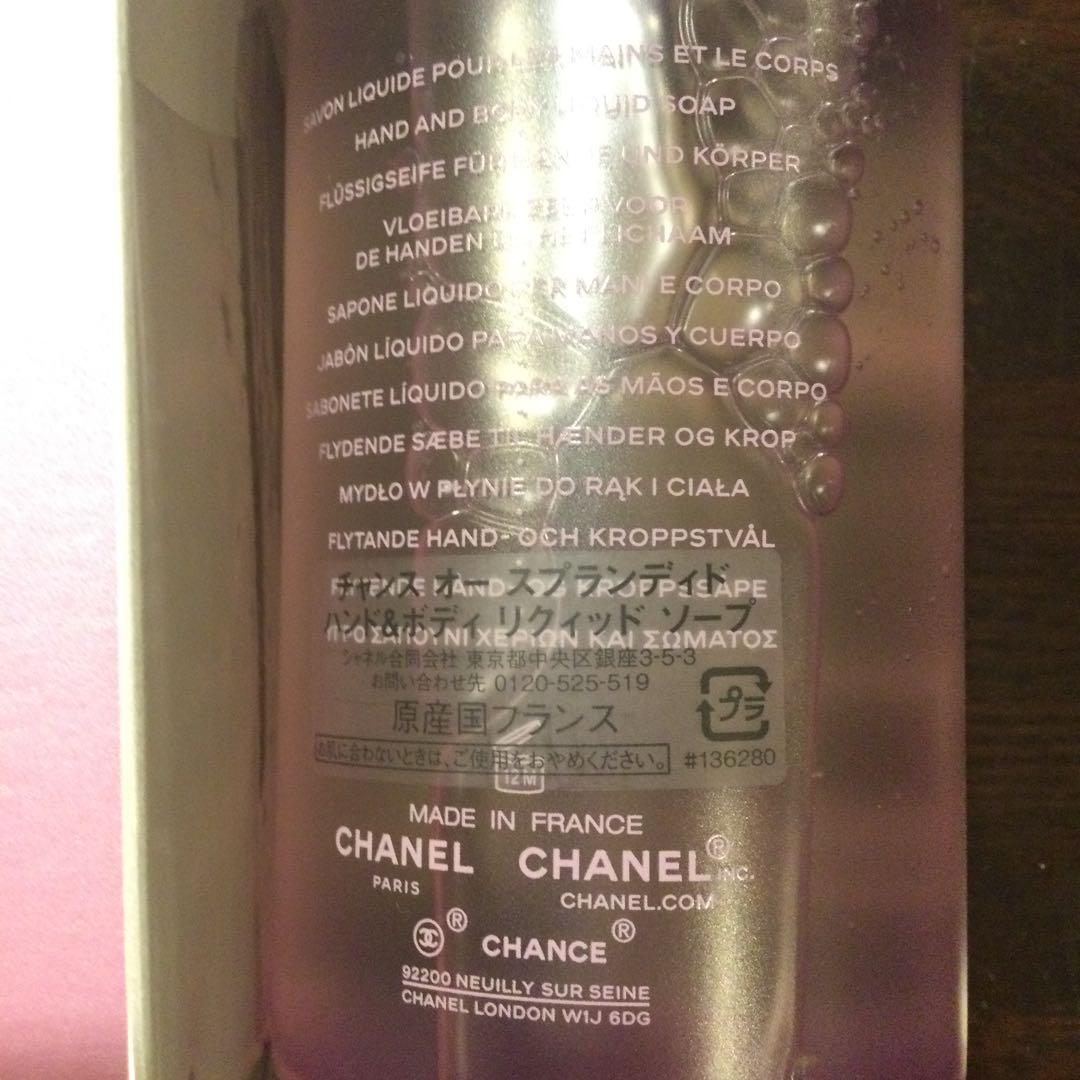 SAVON LIQUIDE POUR LES MAINS ET LE CORPS
HAND AND BODY LIQUID SOAP
FLÜSSIGSEIFE FÜR UND KÖRPER
VLOEIBARE VOOR
DE HANDEN LICHAAM
SAPONE LIQUIDO PER MANI E CORPO
JABÓN LÍQUIDO PARA MANOS Y CUERPO
SABONETE LÍQUIDO PARA AS MÃOS E CORPO
FLYDENDE SÆBE TIL HÆNDER OG KROP
MYDŁO W PŁYNIE DO RĄK I CIAŁA
FLYTANDE HAND- OCH KROPPSTVÅL
FLYTENDE HÅND- OG KROPPSSÅPE
チャンス オー スプランディド
ハンド&ボディ リクィッド ソープ
ΥΓΡΟ ΣΑΠΟΥΝΙ ΧΕΡΙΩΝ ΚΑΙ ΣΩΜΑΤΟΣ
シャネル合同会社 東京都中央区銀座3-5-3
お問い合わせ先 0120-525-519
原産国フランス
プラ
お肌に合わないときは、ご使用をおやめください。 #136280
12M
MADE IN FRANCE
CHANEL CHANEL® INC.
PARIS CHANEL.COM
® CHANCE®
92200 NEUILLY SUR SEINE
CHANEL LONDON W1J 6DG